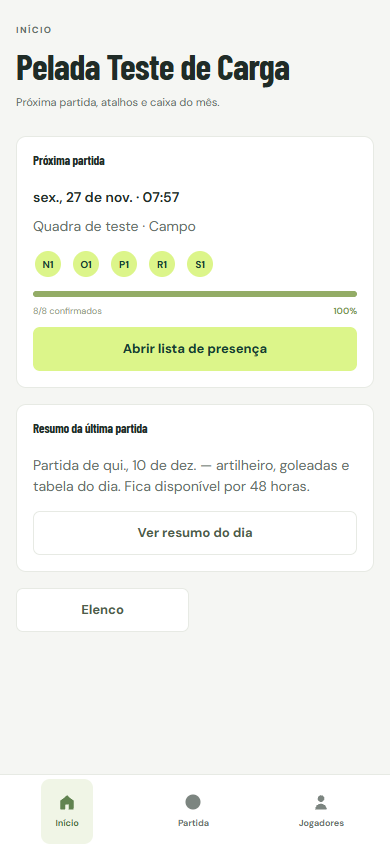 INÍCIO
Pelada Teste de Carga
Próxima partida, atalhos e caixa do mês.
Próxima partida
sex., 27 de nov. · 07:57
Quadra de teste · Campo
N1 O1 P1 R1 S1
8/8 confirmados 100%
Abrir lista de presença
Resumo da última partida
Partida de qui., 10 de dez. — artilheiro, goleadas e
tabela do dia. Fica disponível por 48 horas.
Ver resumo do dia
Elenco
Início Partida Jogadores